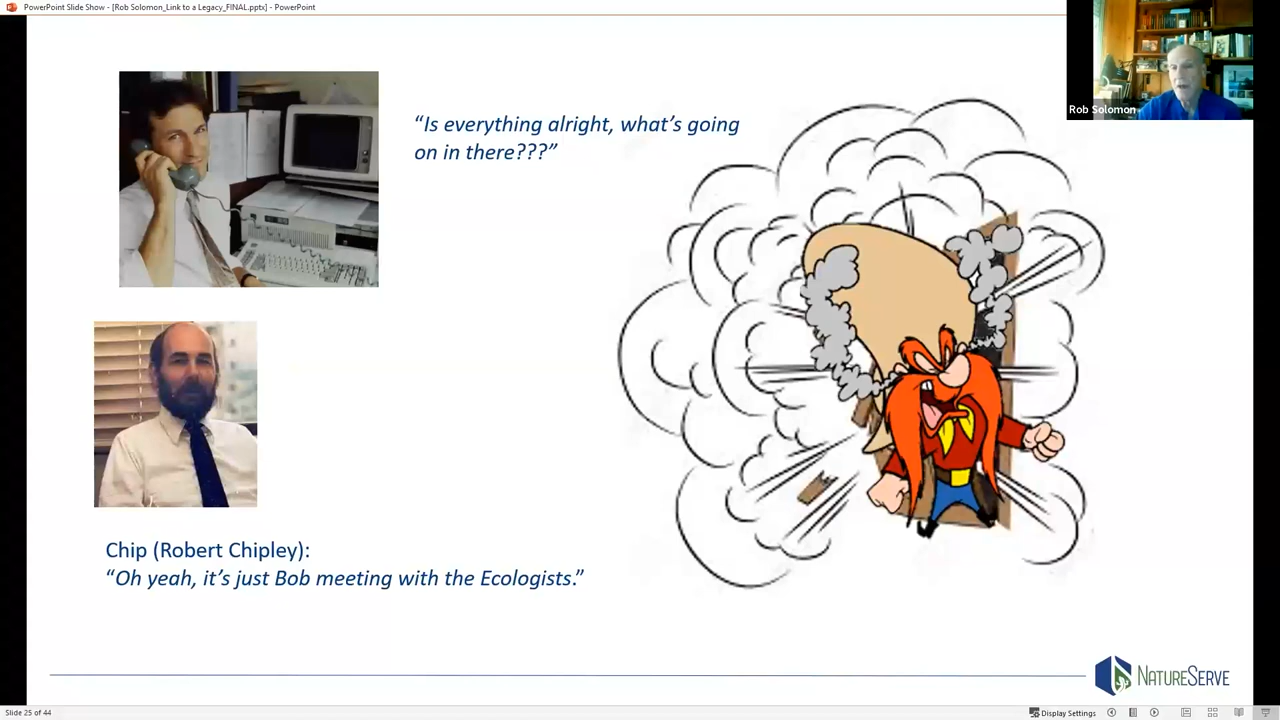 PowerPoint Slide Show - [Rob Solomon_Link to a Legacy_FINAL.pptx] - PowerPoint
Rob Solomon
“Is everything alright, what’s going
on in there???”
Chip (Robert Chipley):
“Oh yeah, it’s just Bob meeting with the Ecologists.”
NATURESERVE
Slide 25 of 44
Display Settings